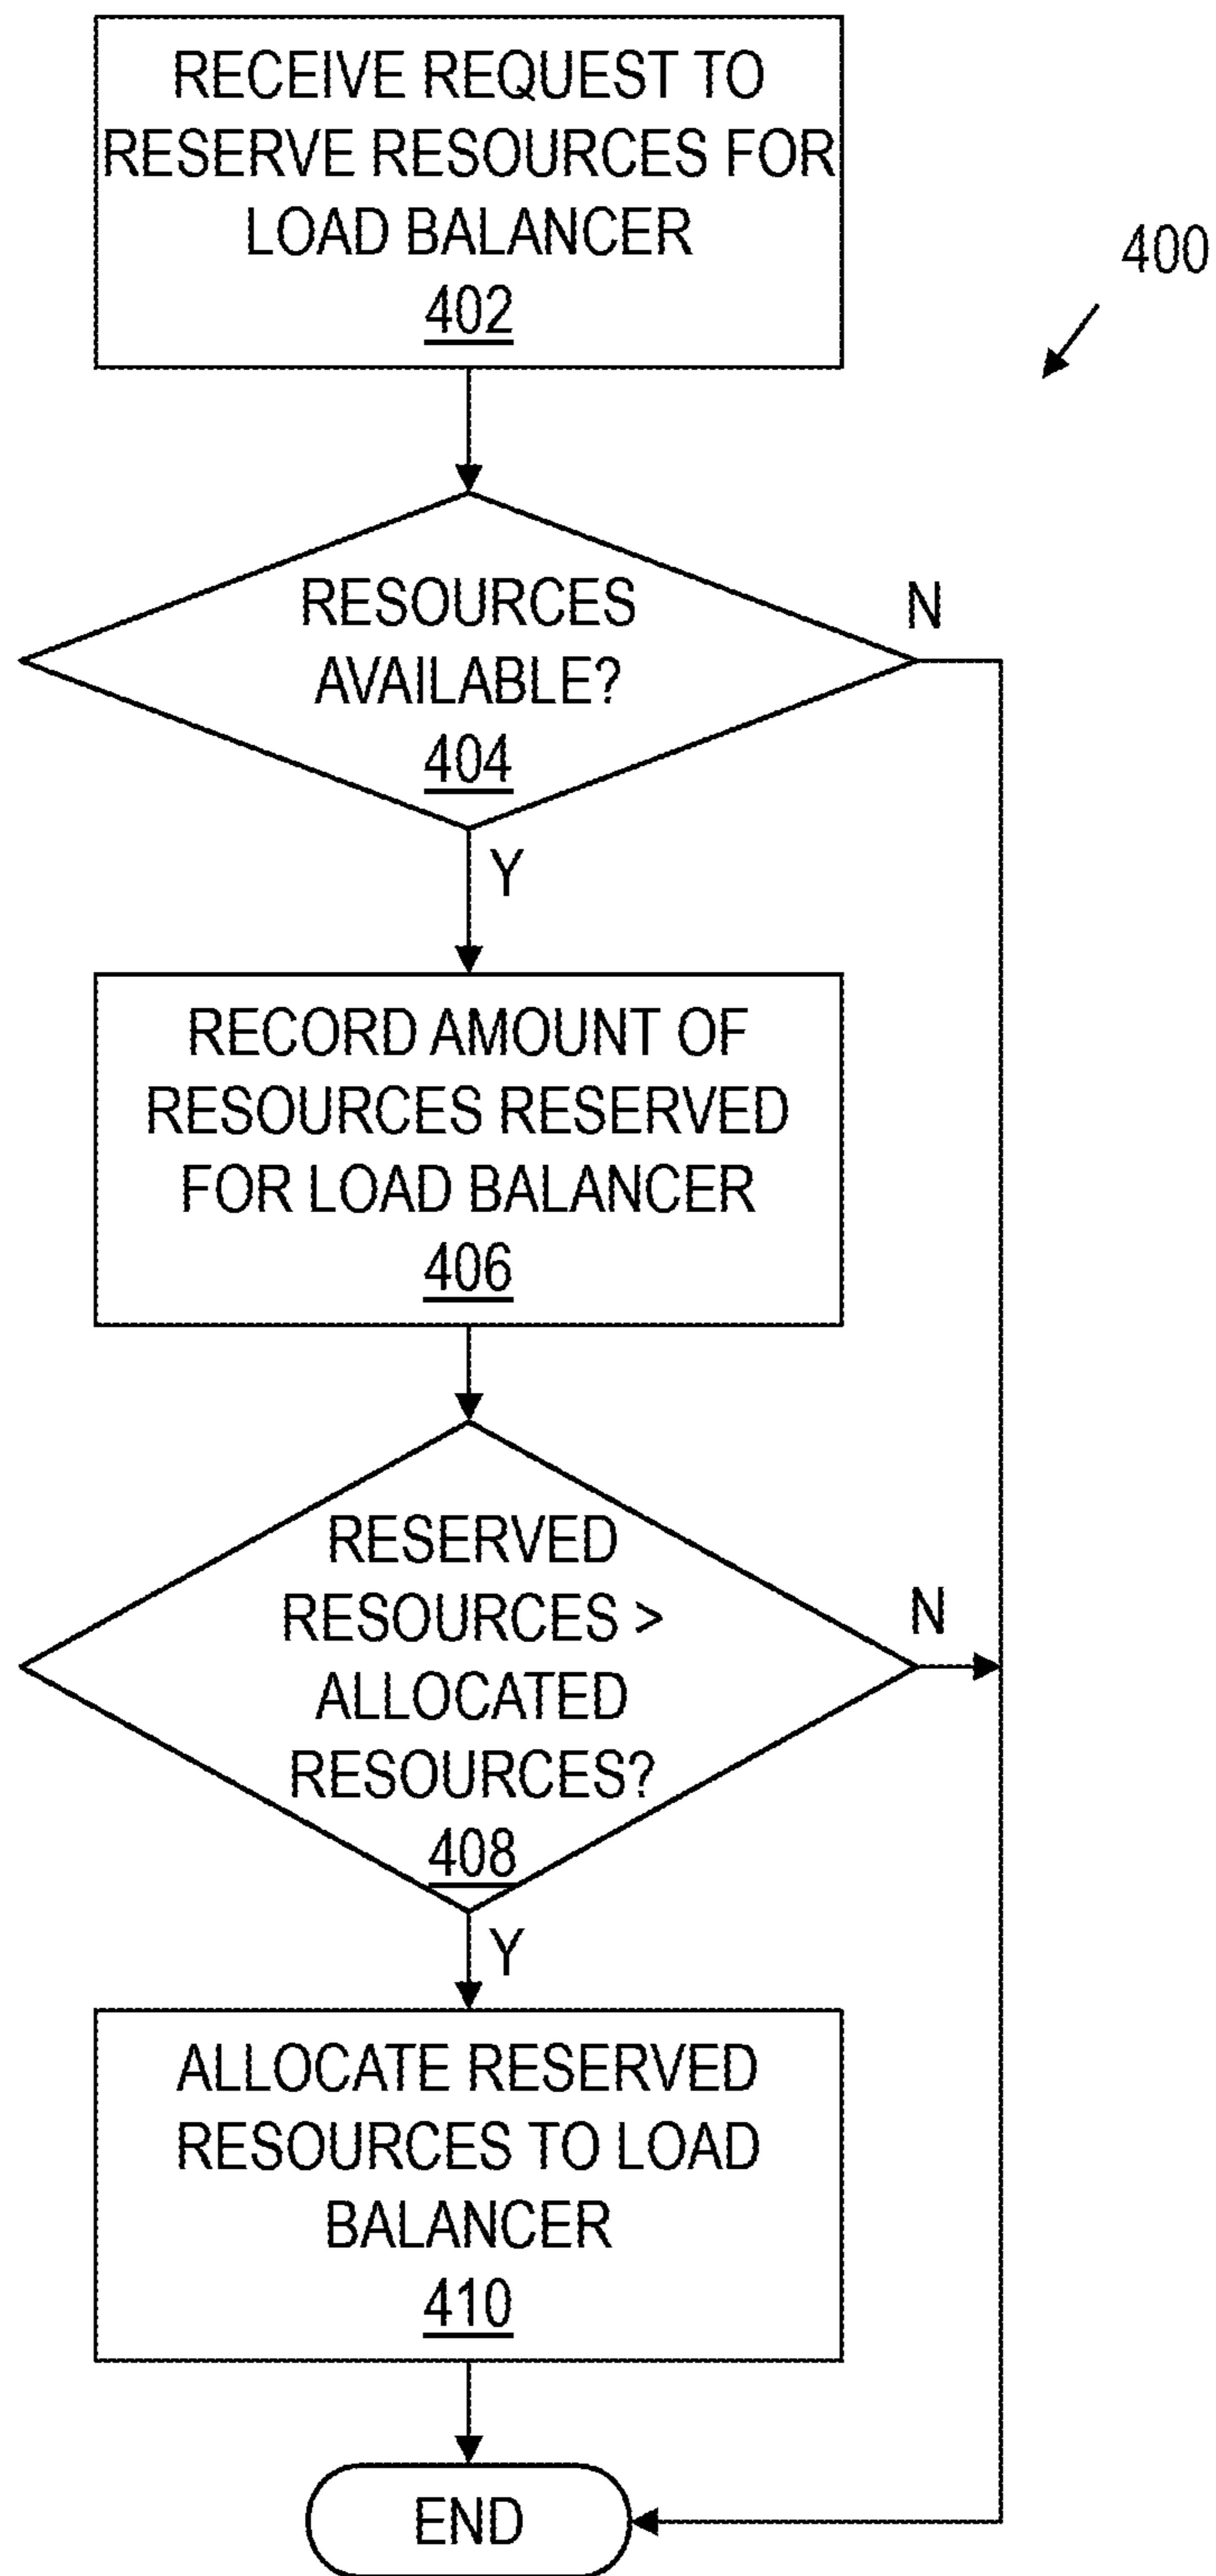 RECEIVE REQUEST TO
RESERVE RESOURCES FOR
LOAD BALANCER
402
400
RESOURCES
AVAILABLE?
404
N
Y
RECORD AMOUNT OF
RESOURCES RESERVED
FOR LOAD BALANCER
406
RESERVED
RESOURCES >
ALLOCATED
RESOURCES?
408
N
Y
ALLOCATE RESERVED
RESOURCES TO LOAD
BALANCER
410
END